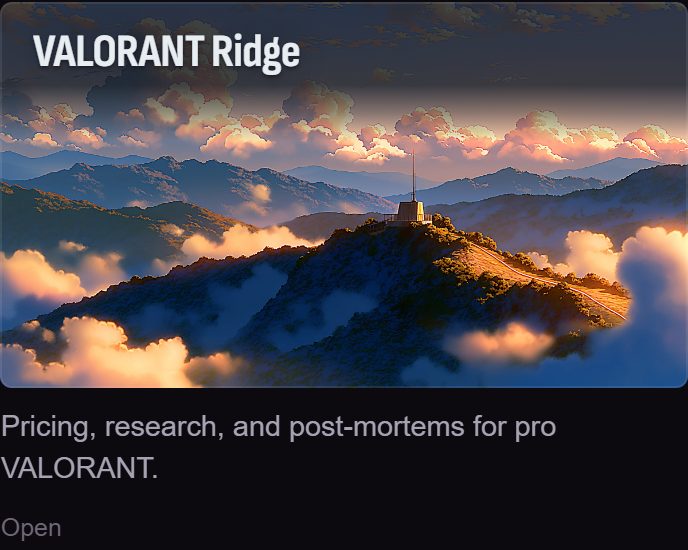 VALORANT Ridge
Pricing, research, and post-mortems for pro
VALORANT.
Open